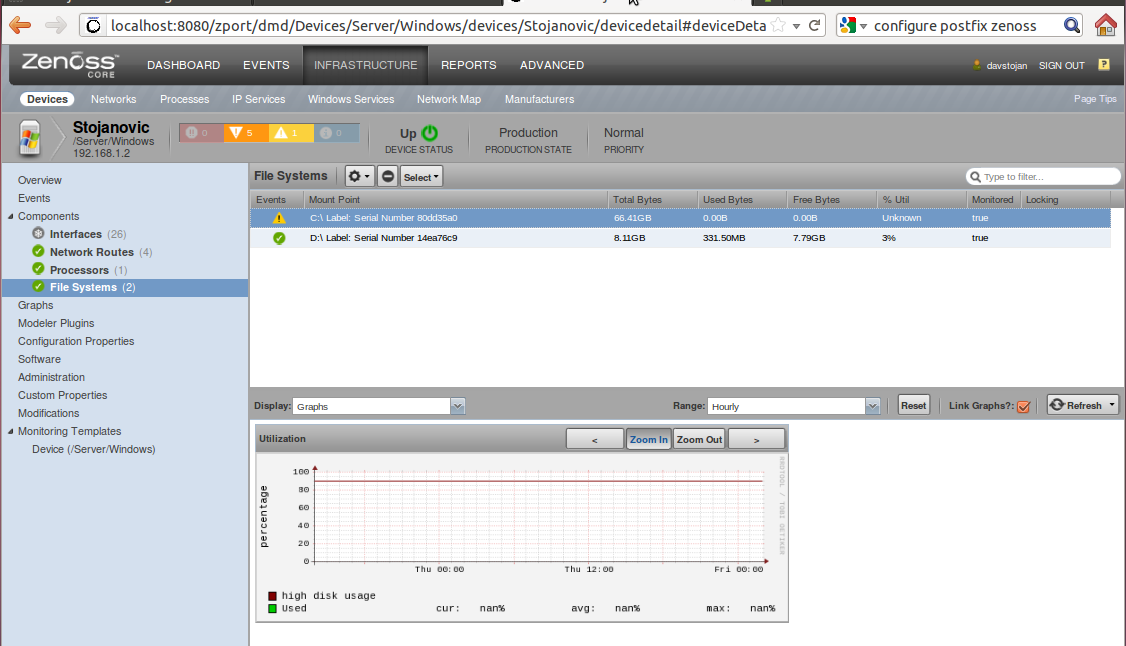 localhost:8080/zport/dmd/Devices/Server/Windows/devices/Stojanovic/devicedetail#deviceDeta
configure postfix zenoss
Zenoss CORE
DASHBOARD EVENTS INFRASTRUCTURE REPORTS ADVANCED
davstojan SIGN OUT ?
Devices Networks Processes IP Services Windows Services Network Map Manufacturers Page Tips
Stojanovic
/Server/Windows
192.168.1.2
0 5 1 0
Up
DEVICE STATUS
Production
PRODUCTION STATE
Normal
PRIORITY
Overview
Events
Components
Interfaces (26)
Network Routes (4)
Processors (1)
File Systems (2)
Graphs
Modeler Plugins
Configuration Properties
Software
Administration
Custom Properties
Modifications
Monitoring Templates
Device (/Server/Windows)
File Systems Select Type to filter...
Events Mount Point Total Bytes Used Bytes Free Bytes % Util Monitored Locking
C:\ Label: Serial Number 80dd35a0 66.41GB 0.00B 0.00B Unknown true
D:\ Label: Serial Number 14ea76c9 8.11GB 331.50MB 7.79GB 3% true
Display: Graphs Range: Hourly Reset Link Graphs?: Refresh
Utilization < Zoom In Zoom Out >
percentage
100
80
60
40
20
0
Thu 00:00 Thu 12:00 Fri 00:00
RRDTOOL / TOBI OETIKER
high disk usage
Used cur: nan% avg: nan% max: nan%